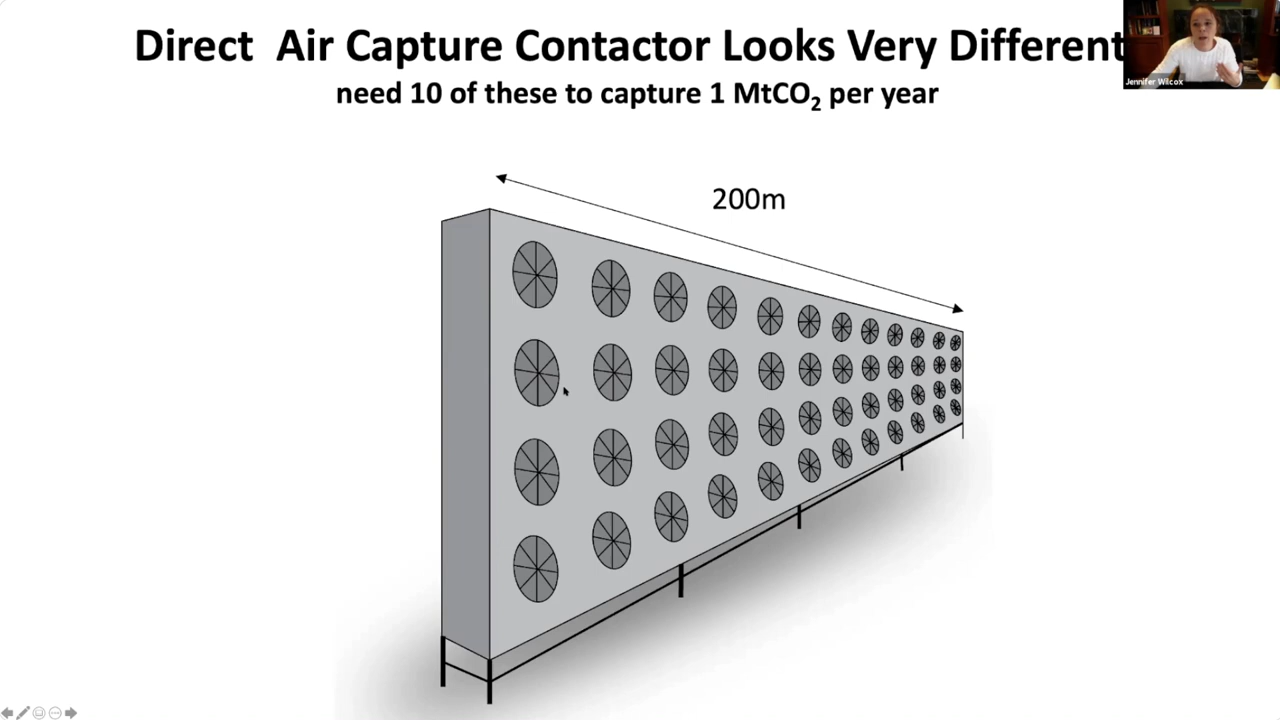 Direct  Air Capture Contactor Looks Very Different
need 10 of these to capture 1 MtCO₂ per year
Jennifer Wilcox
200m